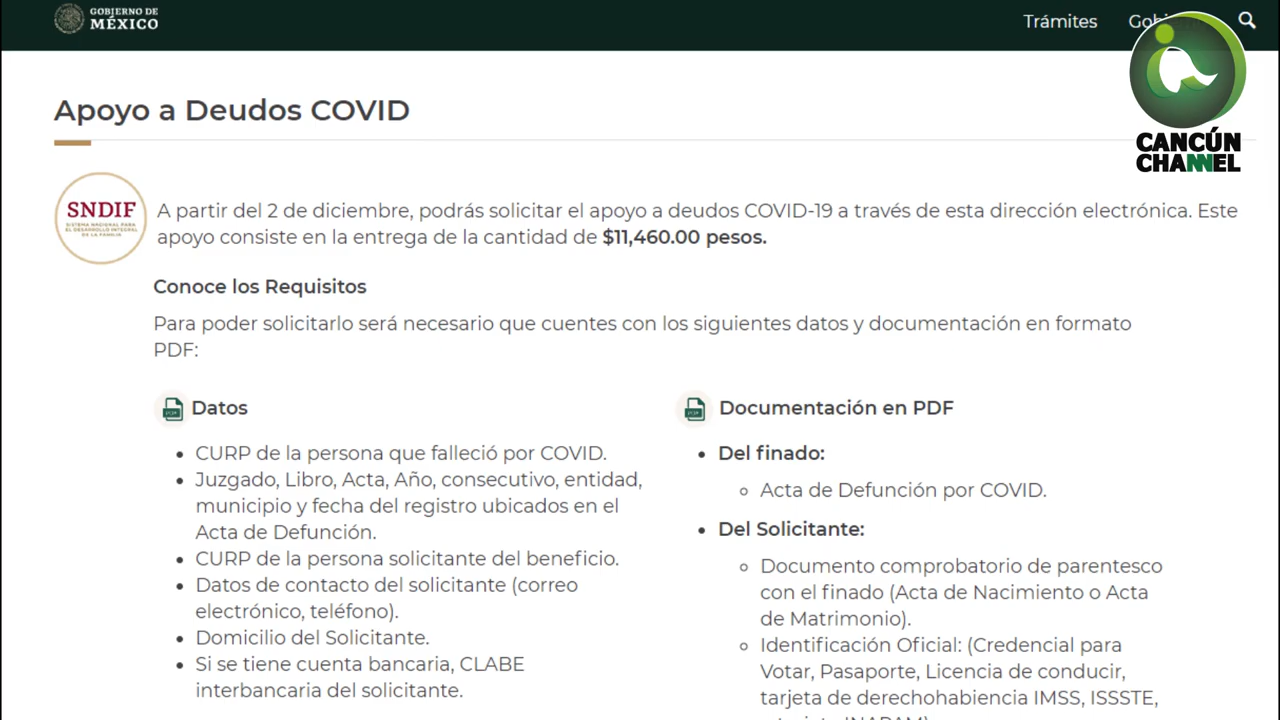 GOBIERNO DE
MÉXICO
Trámites
CANCÚN
CHANNEL
Apoyo a Deudos COVID
SNDIF
SISTEMA NACIONAL PARA
EL DESARROLLO INTEGRAL
DE LA FAMILIA
A partir del 2 de diciembre, podrás solicitar el apoyo a deudos COVID-19 a través de esta dirección electrónica. Este
apoyo consiste en la entrega de la cantidad de $11,460.00 pesos.
Conoce los Requisitos
Para poder solicitarlo será necesario que cuentes con los siguientes datos y documentación en formato
PDF:
Datos
CURP de la persona que falleció por COVID.
Juzgado, Libro, Acta, Año, consecutivo, entidad,
municipio y fecha del registro ubicados en el
Acta de Defunción.
CURP de la persona solicitante del beneficio.
Datos de contacto del solicitante (correo
electrónico, teléfono).
Domicilio del Solicitante.
Si se tiene cuenta bancaria, CLABE
interbancaria del solicitante.
Documentación en PDF
Del finado:
Acta de Defunción por COVID.
Del Solicitante:
Documento comprobatorio de parentesco
con el finado (Acta de Nacimiento o Acta
de Matrimonio).
Identificación Oficial: (Credencial para
Votar, Pasaporte, Licencia de conducir,
tarjeta de derechohabiencia IMSS, ISSSTE,